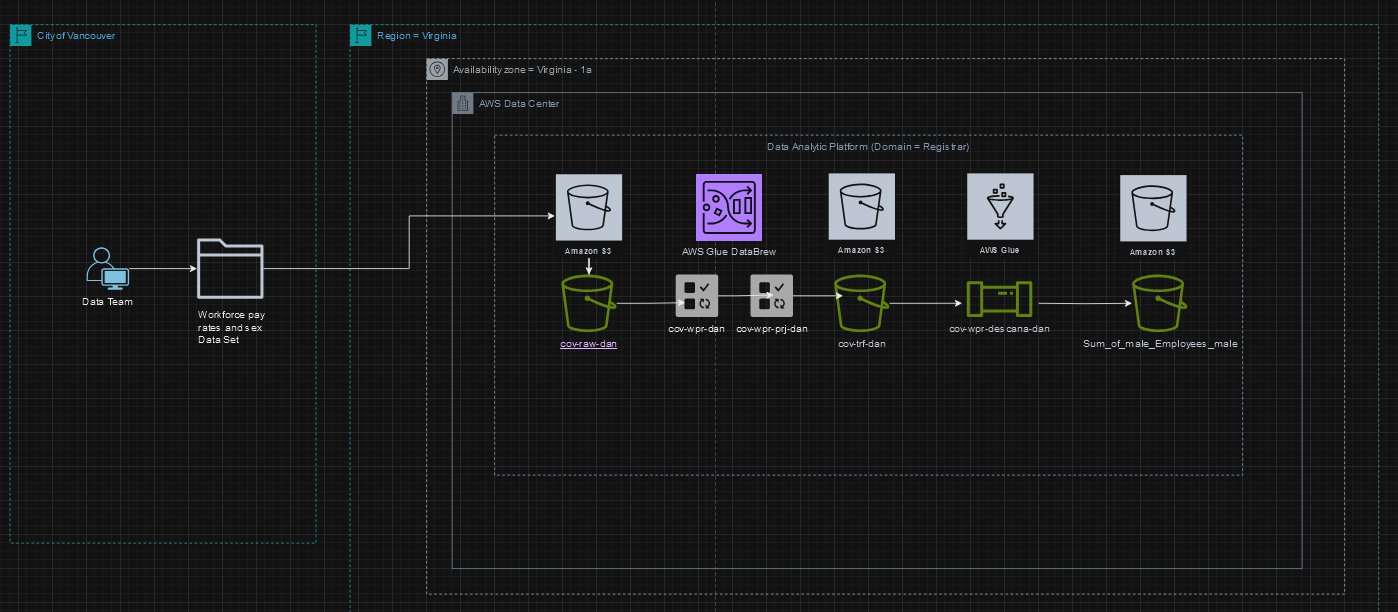 City of Vancouver
Region = Virginia
Availability zone = Virginia - 1a
AWS Data Center
Data Analytic Platform (Domain = Registrar)
Amazon S3
AWS Glue DataBrew
Amazon S3
AWS Glue
Amazon S3
Data Team
Workforce pay
rates and sex
Data Set
cov-raw-dan
cov-wpr-dan
cov-wpr-prj-dan
cov-trf-dan
cov-wpr-descana-dan
Sum_of_male_Employees_male